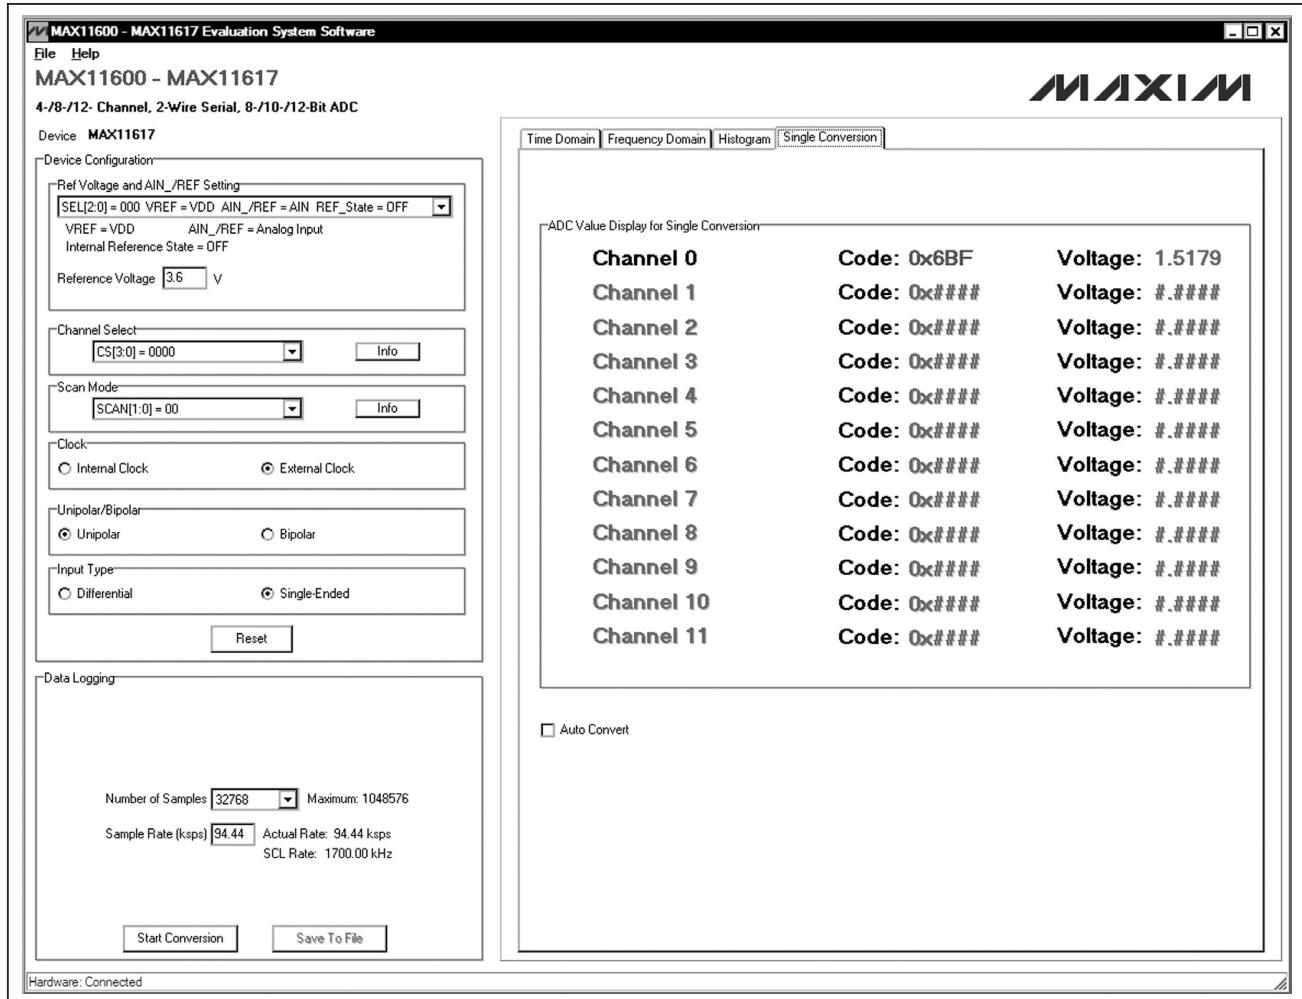 MAX11600 - MAX11617 Evaluation System Software
File Help
MAX11600 - MAX11617
MAXIM
4-/8-/12- Channel, 2-Wire Serial, 8-/10-/12-Bit ADC
Device MAX11617
Device Configuration
Ref Voltage and AIN_/REF Setting
SEL[2:0] = 000 VREF = VDD AIN_/REF = AIN REF_State = OFF
VREF = VDD AIN_/REF = Analog Input
Internal Reference State = OFF
Reference Voltage 3.6 V
Channel Select
CS[3:0] = 0000 Info
Scan Mode
SCAN[1:0] = 00 Info
Clock
Internal Clock External Clock
Unipolar/Bipolar
Unipolar Bipolar
Input Type
Differential Single-Ended
Reset
Data Logging
Number of Samples 32768 Maximum: 1048576
Sample Rate (ksps) 94.44 Actual Rate: 94.44 ksps
SCL Rate: 1700.00 kHz
Start Conversion Save To File
Time Domain Frequency Domain Histogram Single Conversion
ADC Value Display for Single Conversion
Channel 0 Code: 0x6BF Voltage: 1.5179
Channel 1 Code: 0x#### Voltage: #.####
Channel 2 Code: 0x#### Voltage: #.####
Channel 3 Code: 0x#### Voltage: #.####
Channel 4 Code: 0x#### Voltage: #.####
Channel 5 Code: 0x#### Voltage: #.####
Channel 6 Code: 0x#### Voltage: #.####
Channel 7 Code: 0x#### Voltage: #.####
Channel 8 Code: 0x#### Voltage: #.####
Channel 9 Code: 0x#### Voltage: #.####
Channel 10 Code: 0x#### Voltage: #.####
Channel 11 Code: 0x#### Voltage: #.####
Auto Convert
Hardware: Connected